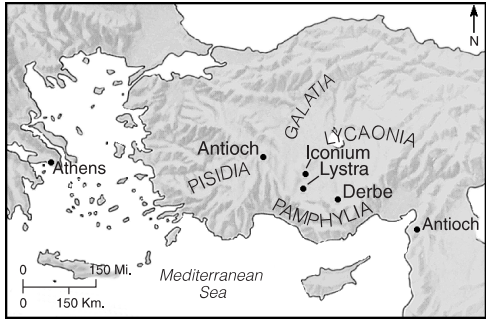 N
GALATIA
LYCAONIA
Antioch
Iconium
PISIDIA
Lystra
Athens
Derbe
PAMPHYLIA
Antioch
0 150 Mi.
0 150 Km.
Mediterranean
Sea